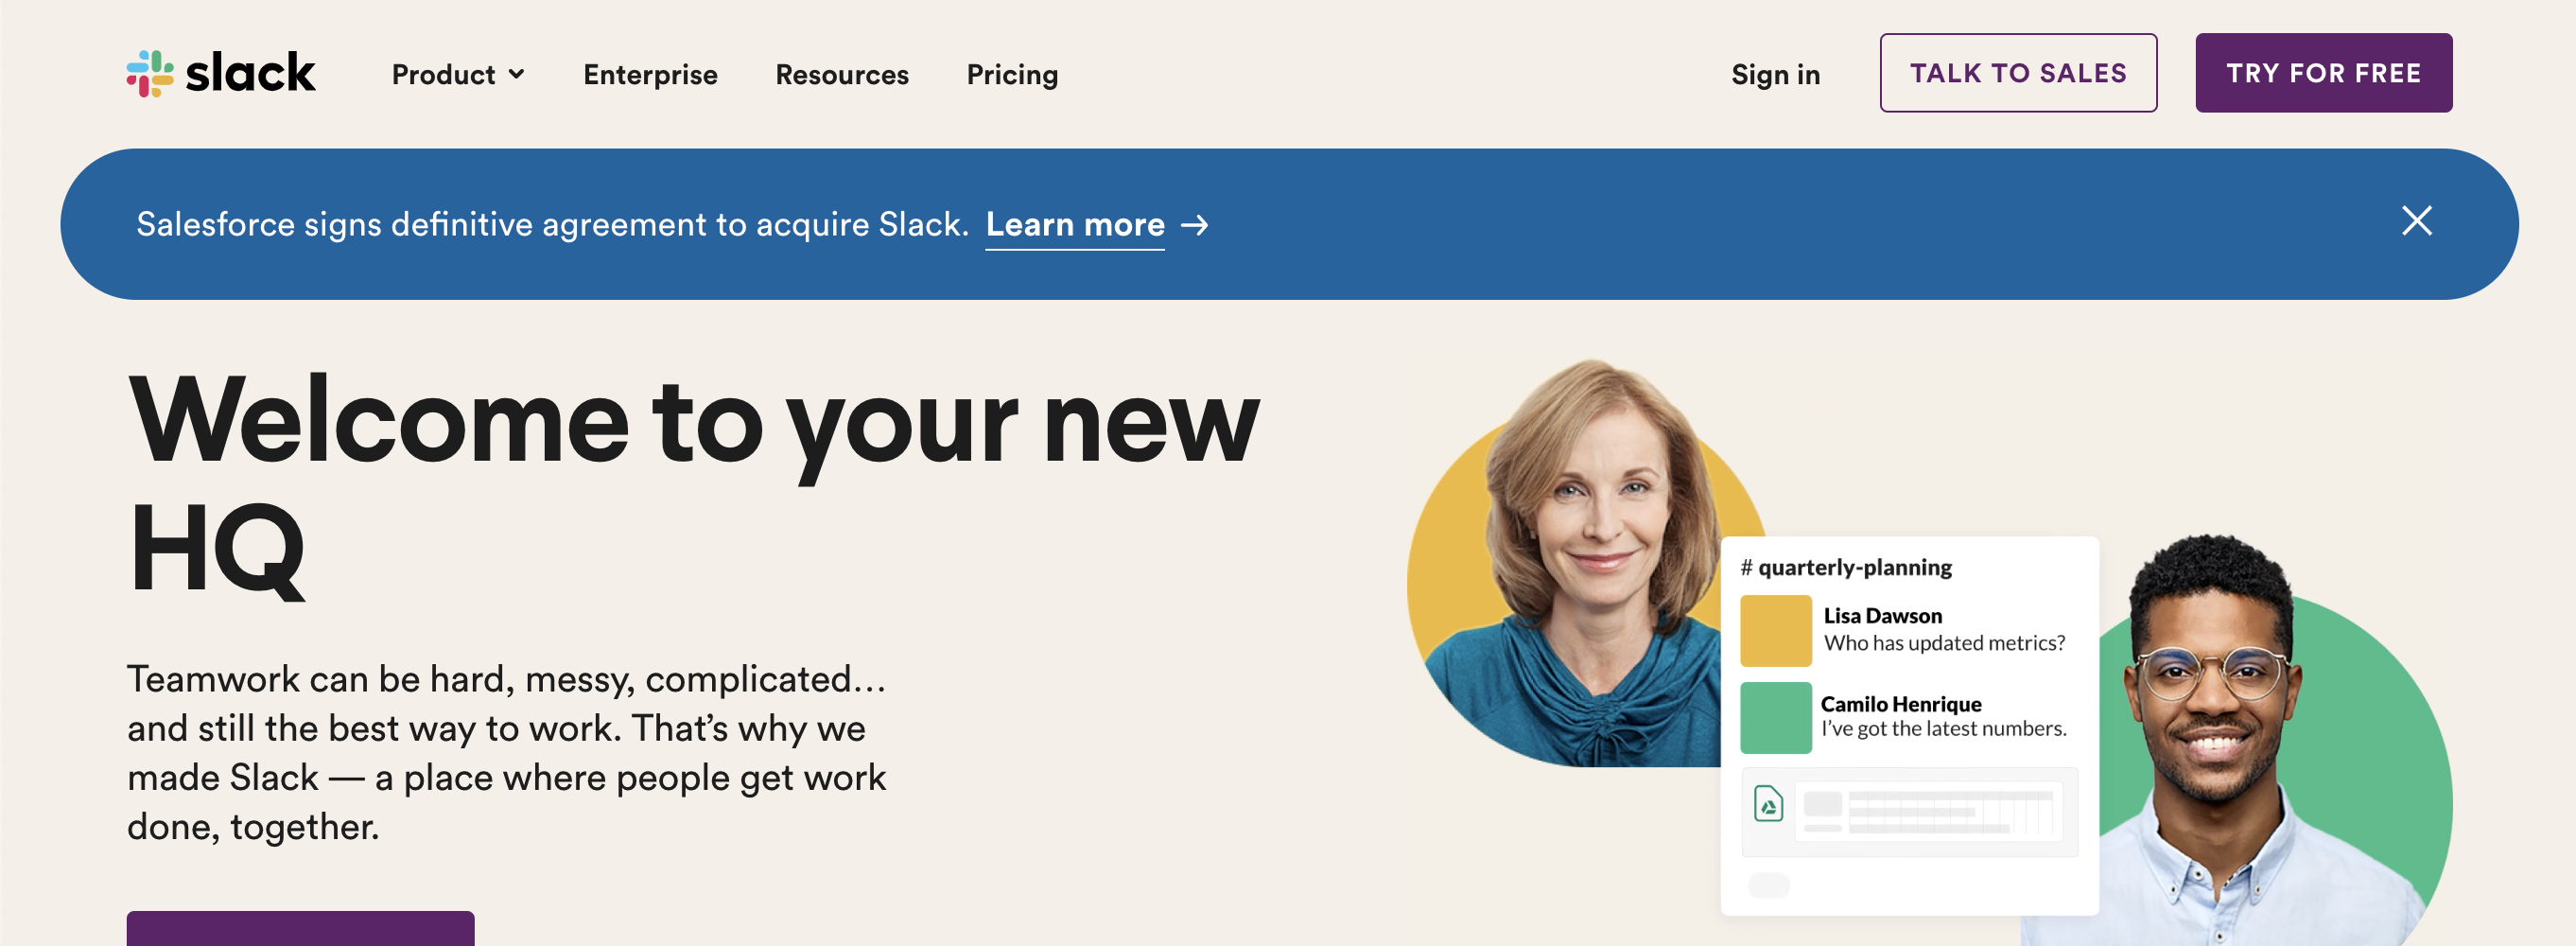 slack
Product
Enterprise
Resources
Pricing
Sign in
TALK TO SALES
TRY FOR FREE
Salesforce signs definitive agreement to acquire Slack. Learn more →
Welcome to your new
HQ
Teamwork can be hard, messy, complicated…
and still the best way to work. That’s why we
made Slack — a place where people get work
done, together.
# quarterly-planning
Lisa Dawson
Who has updated metrics?
Camilo Henrique
I’ve got the latest numbers.